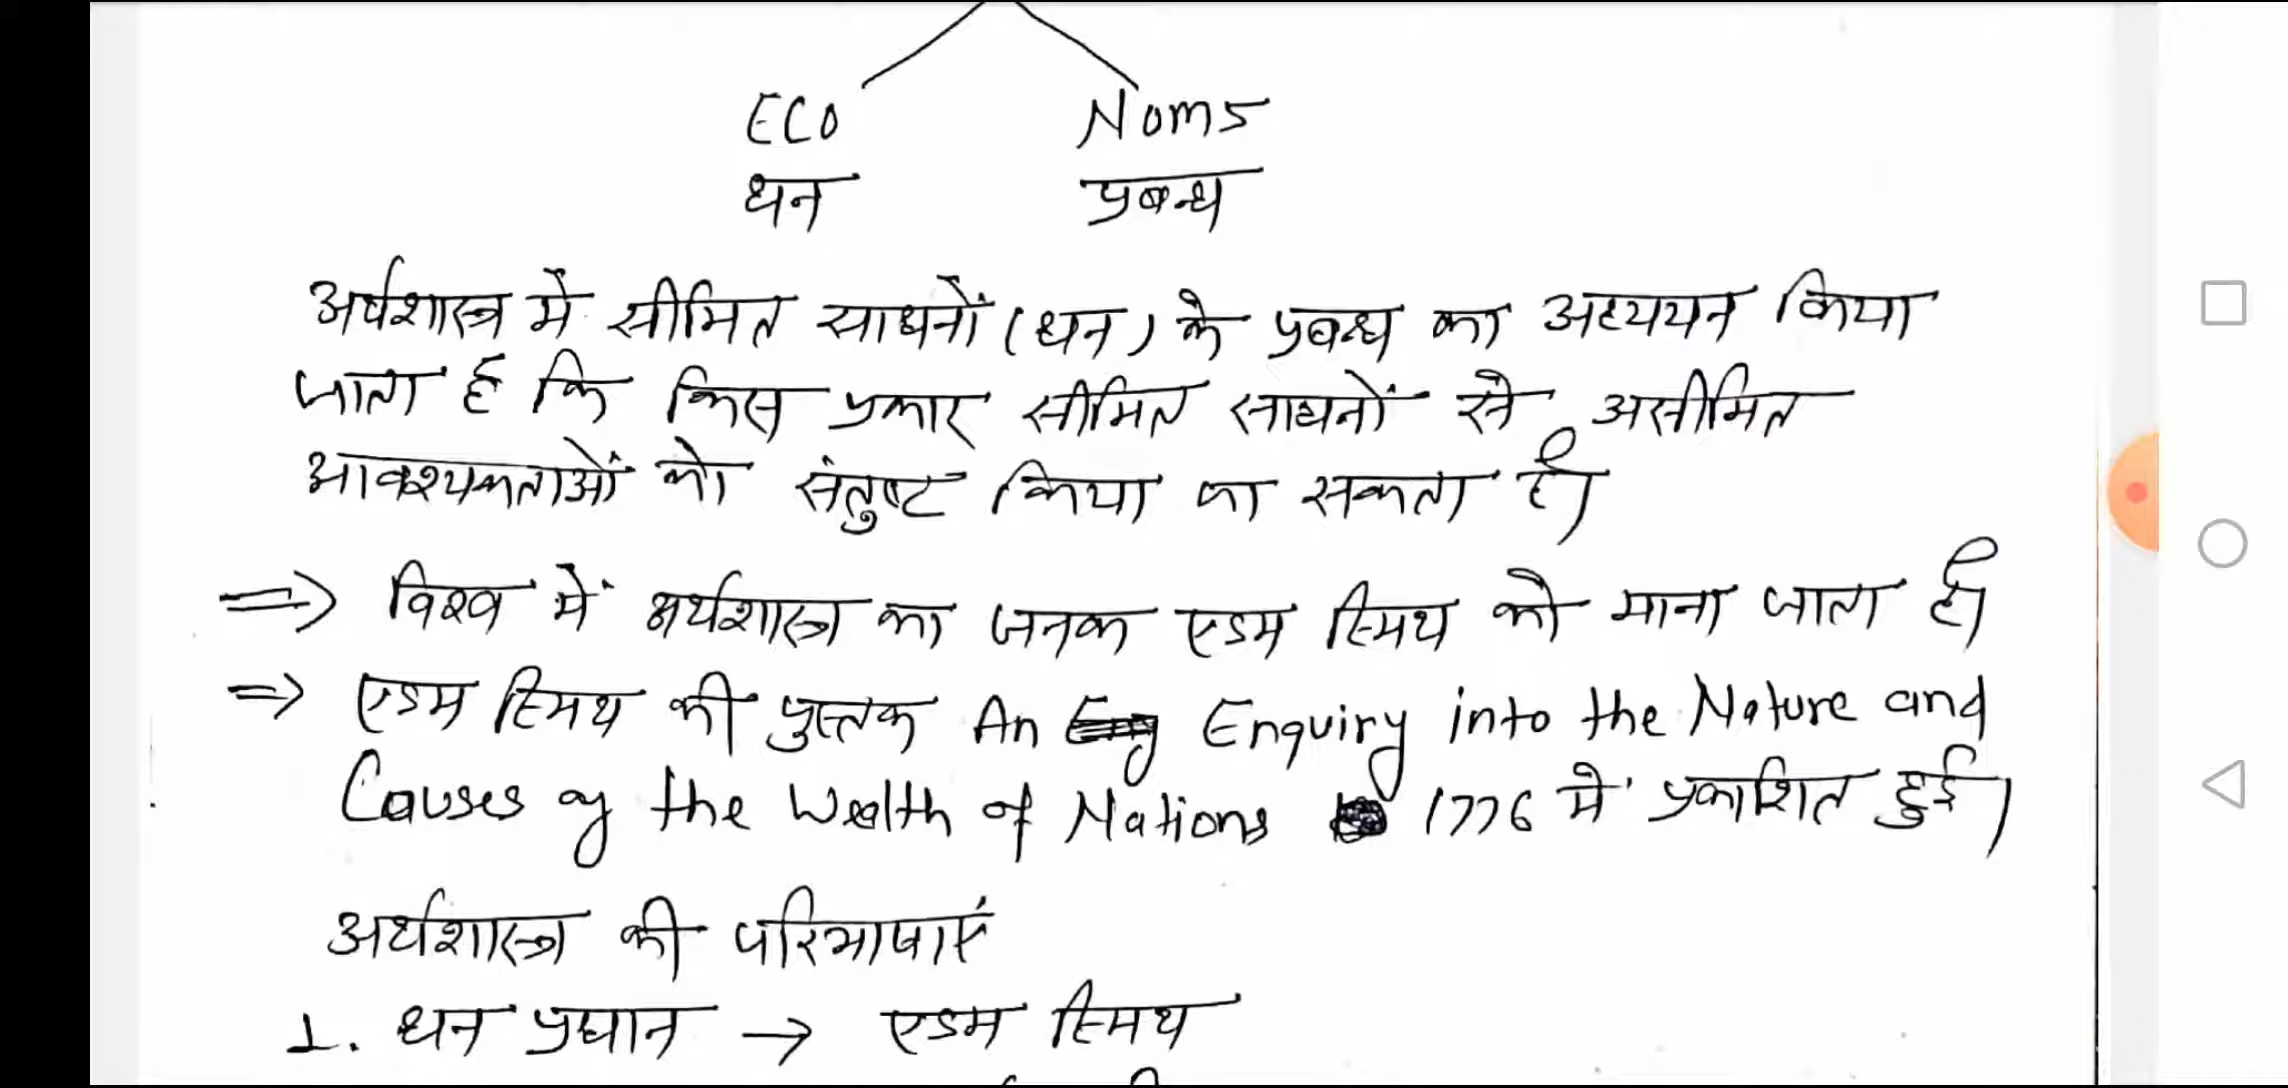 ECO Noms
धन प्रबन्ध
अर्थशास्त्र में सीमित साधनों (धन) के प्रबन्ध का अध्ययन किया
जाता है कि किस प्रकार सीमित साधनों से असीमित
आवश्यकताओं को संतुष्ट किया जा सकता है।
=> विश्व में अर्थशास्त्र का जनक एडम स्मिथ को माना जाता है।
=> एडम स्मिथ की पुस्तक An Enquiry into the Nature and
Causes of the Wealth of Nations 1776 में प्रकाशित हुई।
अर्थशास्त्र की परिभाषाएं
1. धन प्रधान → एडम स्मिथ